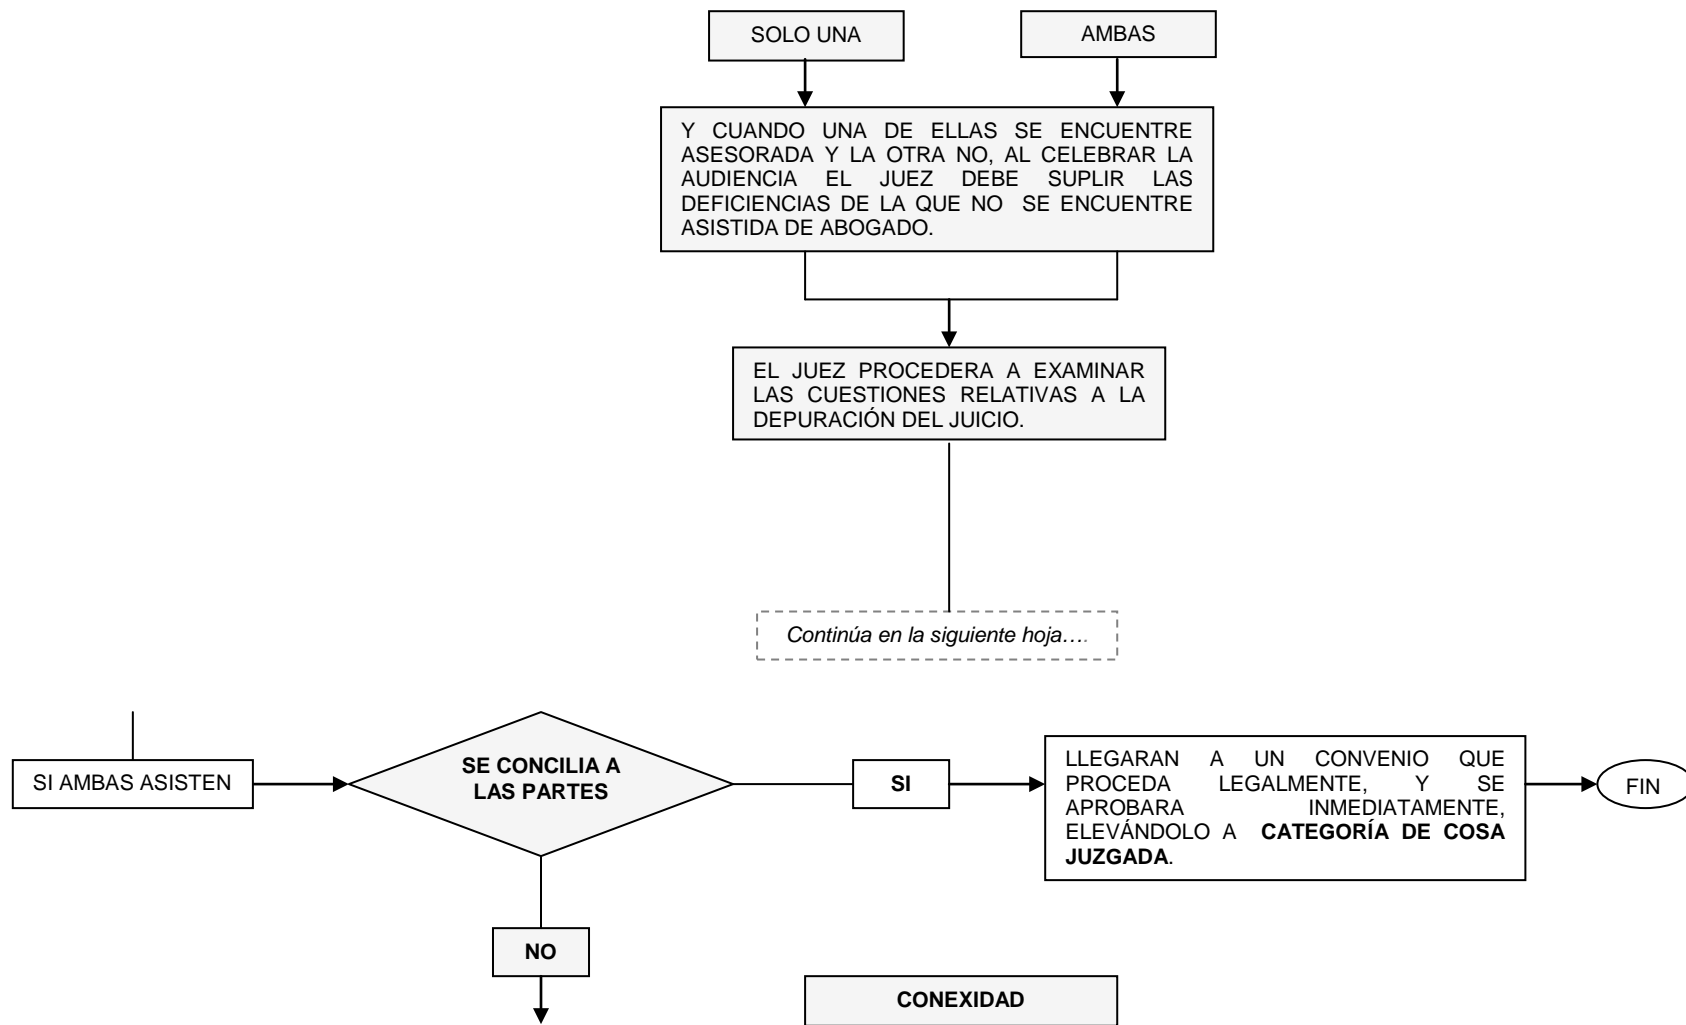 SOLO UNA
AMBAS
Y CUANDO UNA DE ELLAS SE ENCUENTRE
ASESORADA Y LA OTRA NO, AL CELEBRAR LA
AUDIENCIA EL JUEZ DEBE SUPLIR LAS
DEFICIENCIAS DE LA QUE NO SE ENCUENTRE
ASISTIDA DE ABOGADO.
EL JUEZ PROCEDERA A EXAMINAR
LAS CUESTIONES RELATIVAS A LA
DEPURACIÓN DEL JUICIO.
Continúa en la siguiente hoja….
SI AMBAS ASISTEN
SE CONCILIA A
LAS PARTES
SI
LLEGARAN A UN CONVENIO QUE
PROCEDA LEGALMENTE, Y SE
APROBARA INMEDIATAMENTE,
ELEVÁNDOLO A CATEGORÍA DE COSA
JUZGADA.
FIN
NO
CONEXIDAD